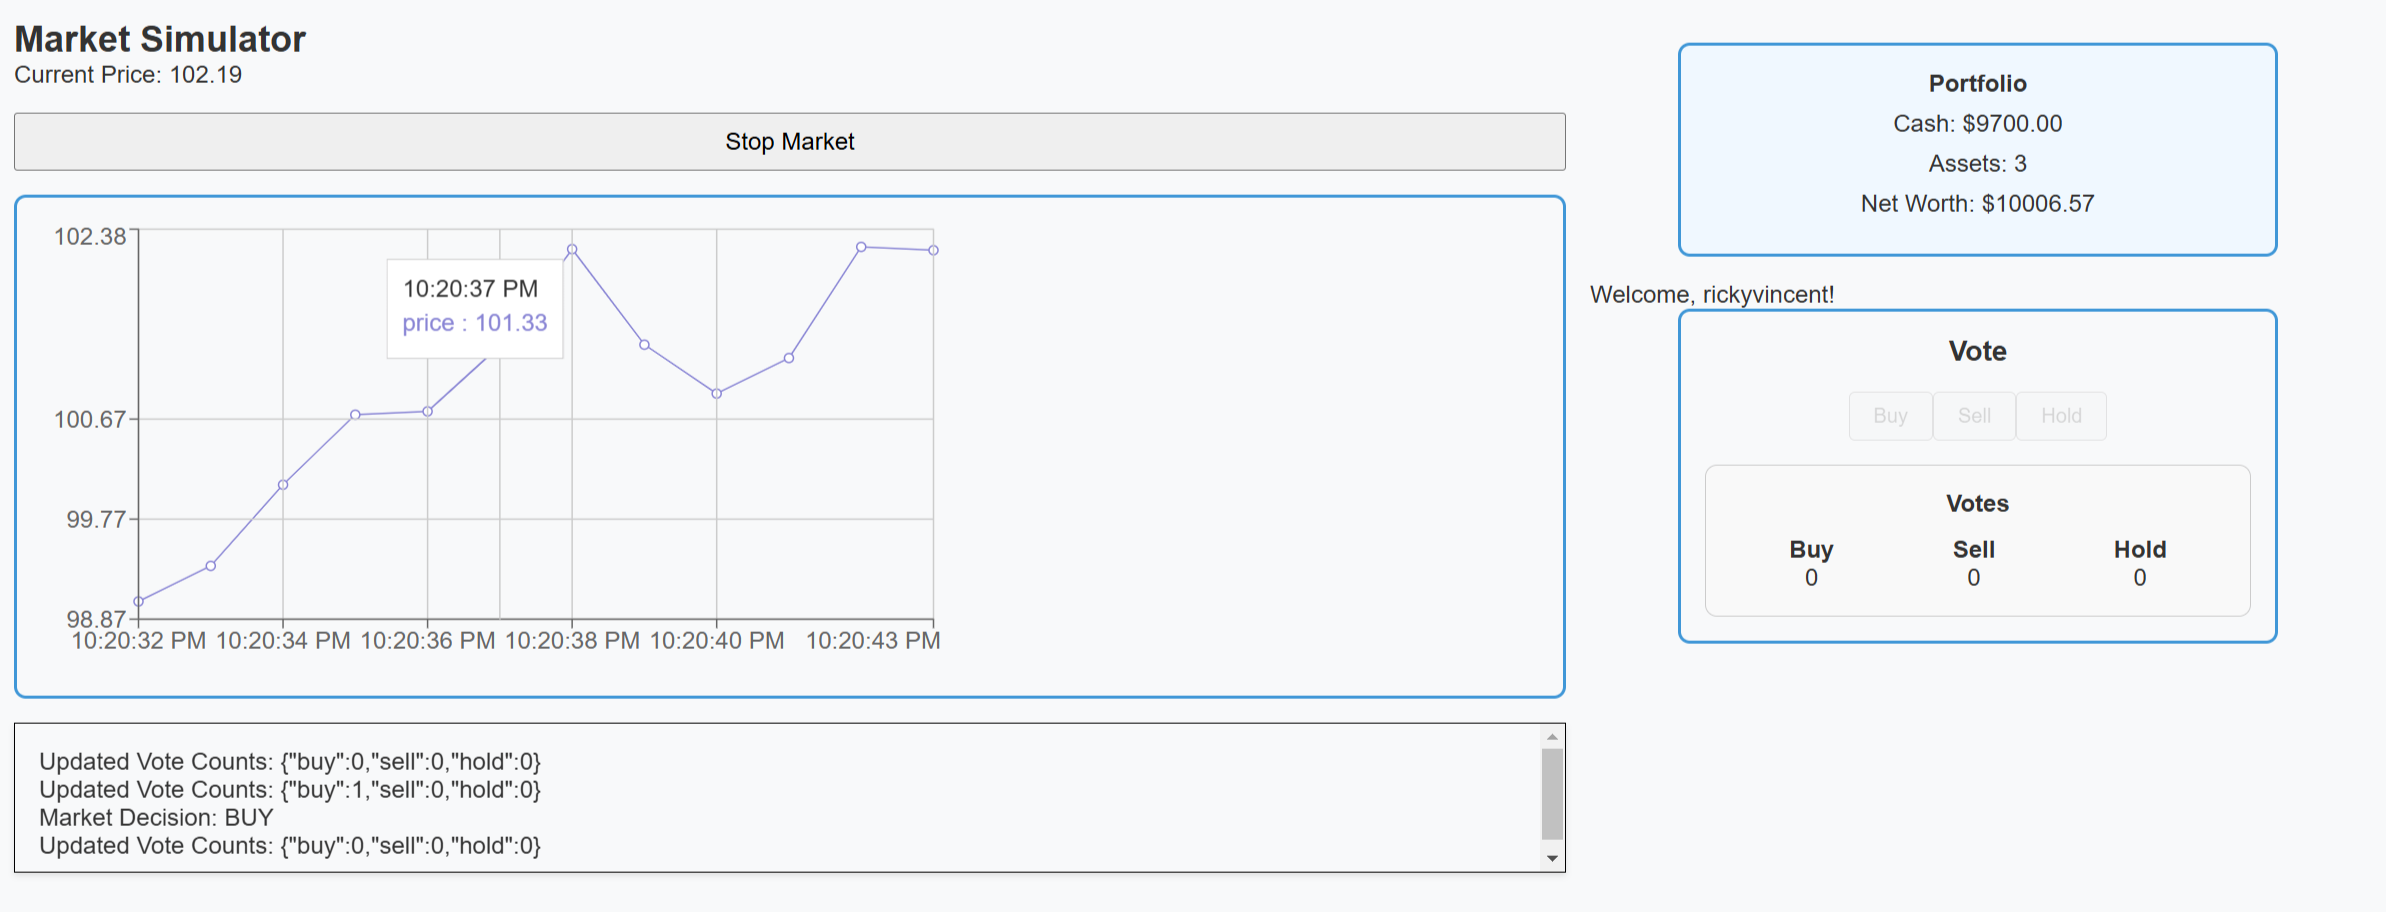 Market Simulator
Current Price: 102.19
Stop Market
102.38
100.67
99.77
98.87
10:20:37 PM
price : 101.33
10:20:32 PM 10:20:34 PM 10:20:36 PM 10:20:38 PM 10:20:40 PM 10:20:43 PM
Updated Vote Counts: {"buy":0,"sell":0,"hold":0}
Updated Vote Counts: {"buy":1,"sell":0,"hold":0}
Market Decision: BUY
Updated Vote Counts: {"buy":0,"sell":0,"hold":0}
Portfolio
Cash: $9700.00
Assets: 3
Net Worth: $10006.57
Welcome, rickyvincent!
Vote
Buy Sell Hold
Votes
Buy Sell Hold
0 0 0